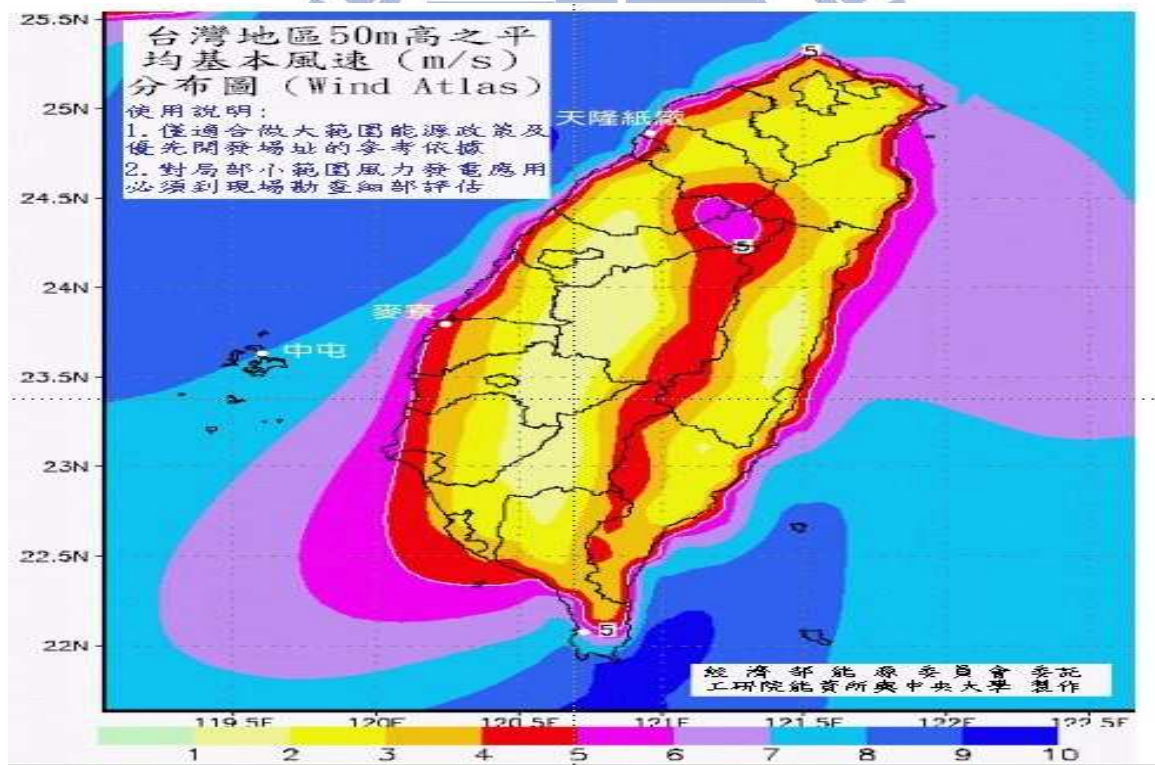 台灣地區50m高之平
均基本風速(m/s)
分布圖(Wind Atlas)
使用說明:
1. 僅適合做大範圍能源政策及
優先開發場址的參考依據
2. 對局部小範圍風力發電應用
必須到現場勘查細部評估
25.5N
25N
24.5N
24N
23.5N
23N
22.5N
22N
5
天隆紙廠
5
麥寮
中屯
5
經濟部能源委員會委託
工研院能資所與中央大學 製作
119.5E
120E
120.5E
121E
121.5E
122E
122.5E
1 2 3 4 5 6 7 8 9 10